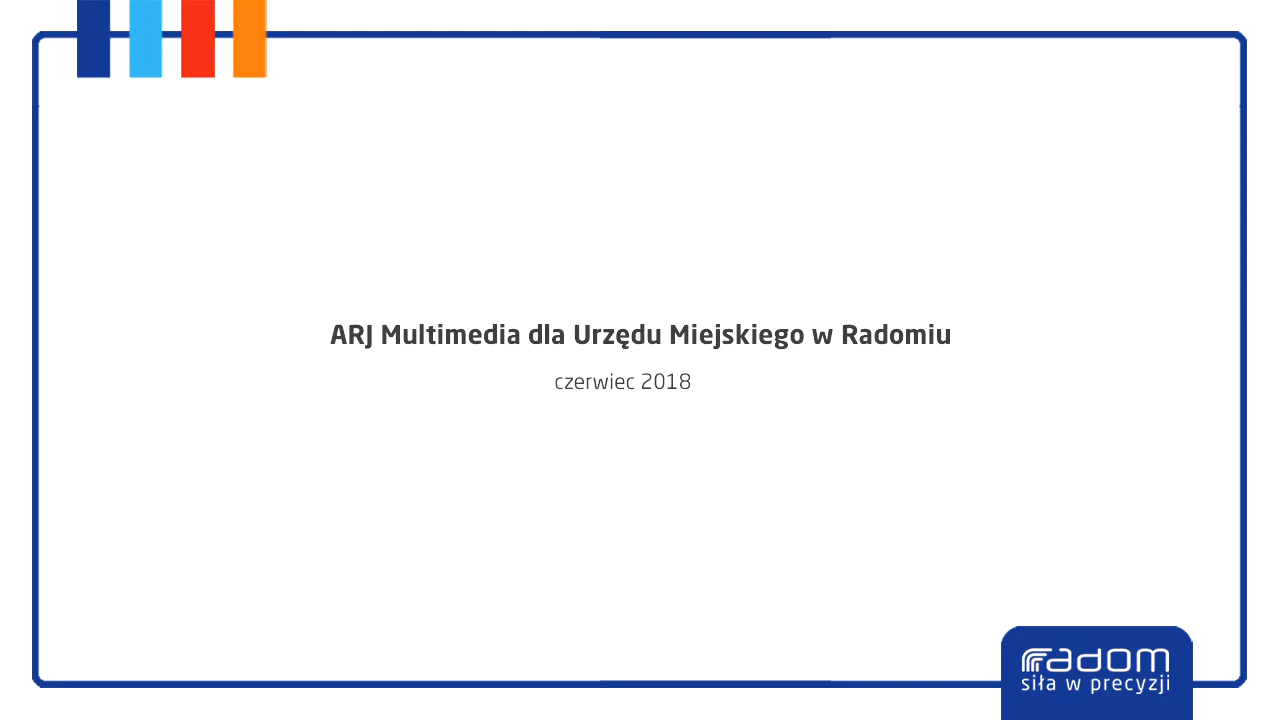 ARJ Multimedia dla Urzędu Miejskiego w Radomiu
czerwiec 2018
radom
siła w precyzji